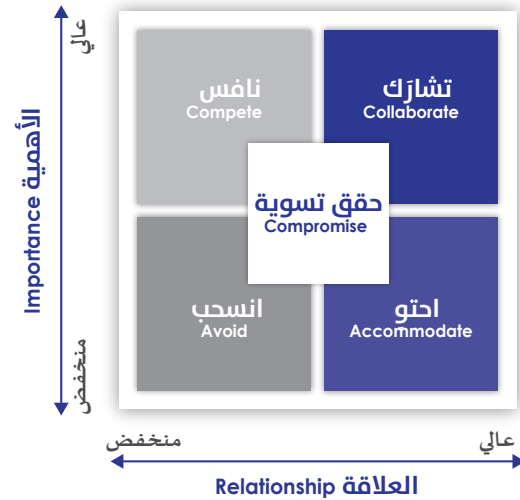 عالي
الأهمية Importance
منخفض
نافس
Compete
تشارَك
Collaborate
حقق تسوية
Compromise
انسحب
Avoid
احتوِ
Accommodate
منخفض
عالي
العلاقة Relationship